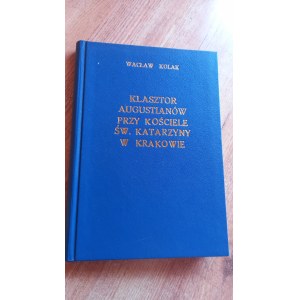 WACŁAW KOLAK
KLASZTOR
AUGUSTIANÓW
PRZY KOŚCIELE
ŚW. KATARZYNY
W KRAKOWIE